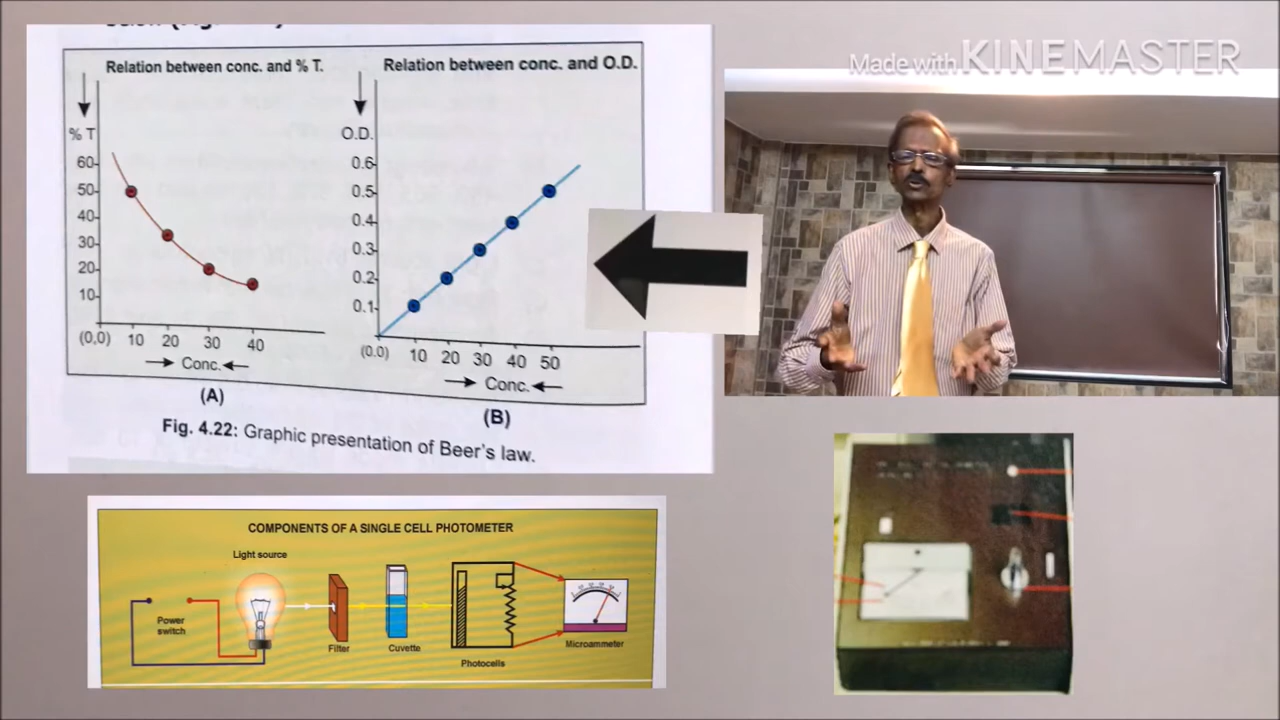 Made with KINEMASTER
Relation between conc. and % T.
% T
60
50
40
30
20
10
(0,0) 10 20 30 40
Conc.
(A)
Relation between conc. and O.D.
O.D.
0.6
0.5
0.4
0.3
0.2
0.1
(0.0) 10 20 30 40 50
Conc.
(B)
Fig. 4.22: Graphic presentation of Beer's law.
COMPONENTS OF A SINGLE CELL PHOTOMETER
Light source
Power
switch
Filter
Cuvette
Photocells
Microammeter